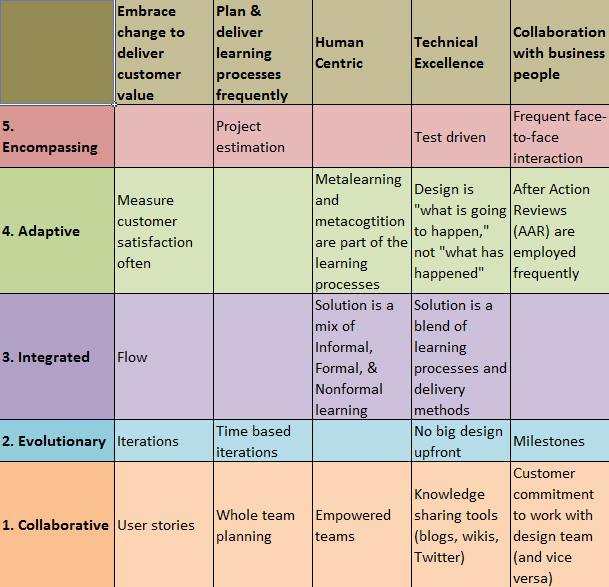 Embrace
change to
deliver
customer
value
Plan &
deliver
learning
processes
frequently
Human
Centric
Technical
Excellence
Collaboration
with business
people
5.
Encompassing
Project
estimation
Test driven
Frequent face-
to-face
interaction
4. Adaptive
Measure
customer
satisfaction
often
Metalearning
and
metacogtition
are part of the
learning
processes
Design is
"what is going
to happen,"
not "what has
happened"
After Action
Reviews
(AAR) are
employed
frequently
3. Integrated
Flow
Solution is a
mix of
Informal,
Formal, &
Nonformal
learning
Solution is a
blend of
learning
processes and
delivery
methods
2. Evolutionary
Iterations
Time based
iterations
No big design
upfront
Milestones
1. Collaborative
User stories
Whole team
planning
Empowered
teams
Knowledge
sharing tools
(blogs, wikis,
Twitter)
Customer
commitment
to work with
design team
(and vice
versa)